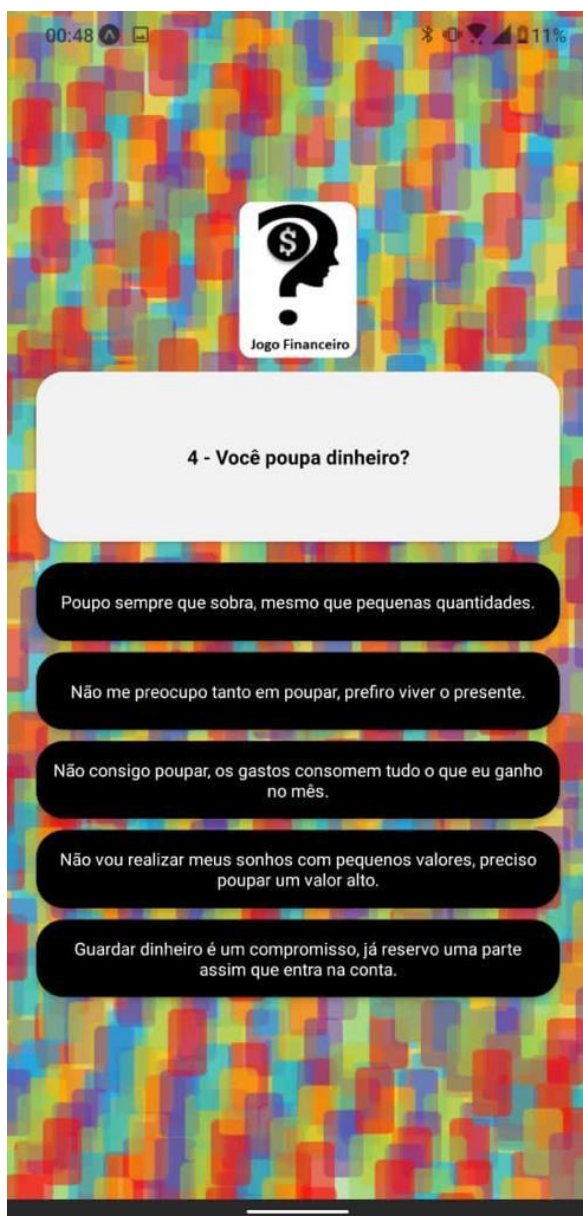 00:48
11%
$
Jogo Financeiro
4 - Você poupa dinheiro?
Poupo sempre que sobra, mesmo que pequenas quantidades.
Não me preocupo tanto em poupar, prefiro viver o presente.
Não consigo poupar, os gastos consomem tudo o que eu ganho
no mês.
Não vou realizar meus sonhos com pequenos valores, preciso
poupar um valor alto.
Guardar dinheiro é um compromisso, já reservo uma parte
assim que entra na conta.